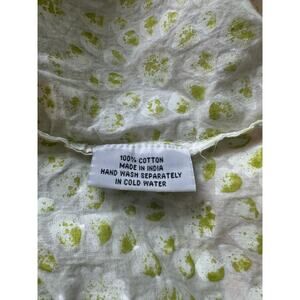 100% COTTON
MADE IN INDIA
HAND WASH SEPARATELY
IN COLD WATER